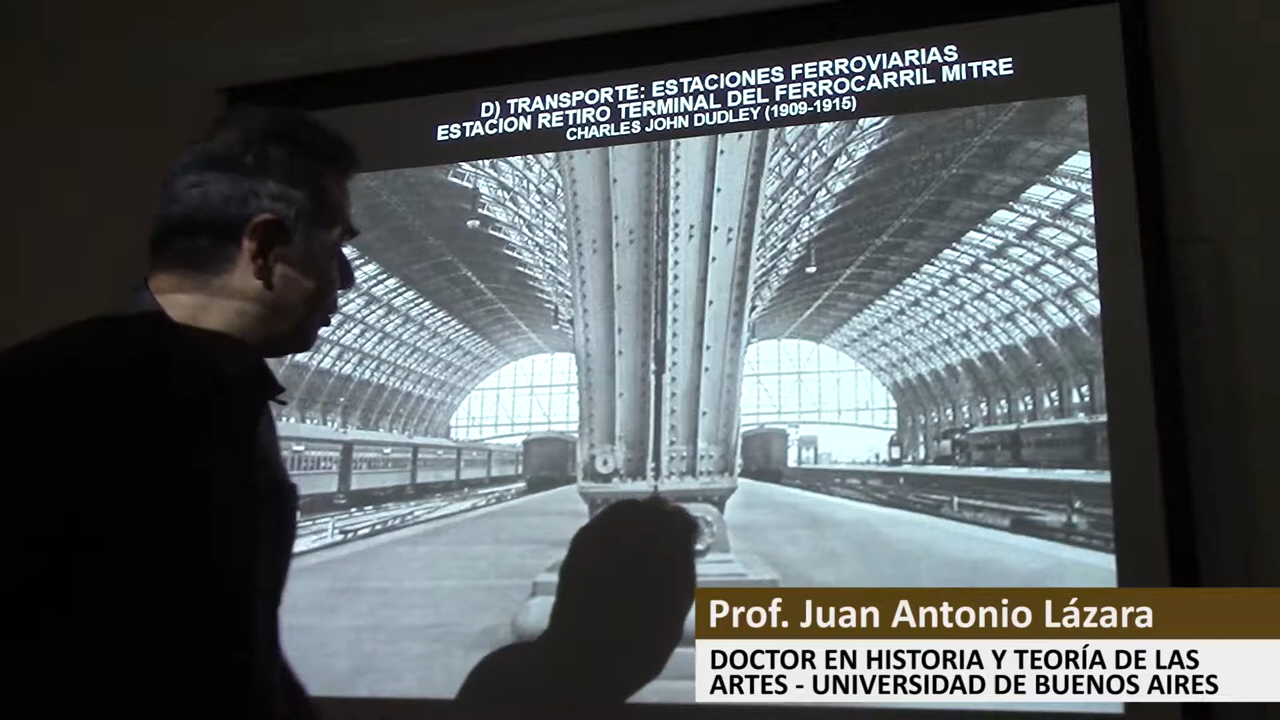 D) TRANSPORTE: ESTACIONES FERROVIARIAS
ESTACION RETIRO TERMINAL DEL FERROCARRIL MITRE
CHARLES JOHN DUDLEY (1909-1915)
Prof. Juan Antonio Lázara
DOCTOR EN HISTORIA Y TEORÍA DE LAS
ARTES - UNIVERSIDAD DE BUENOS AIRES